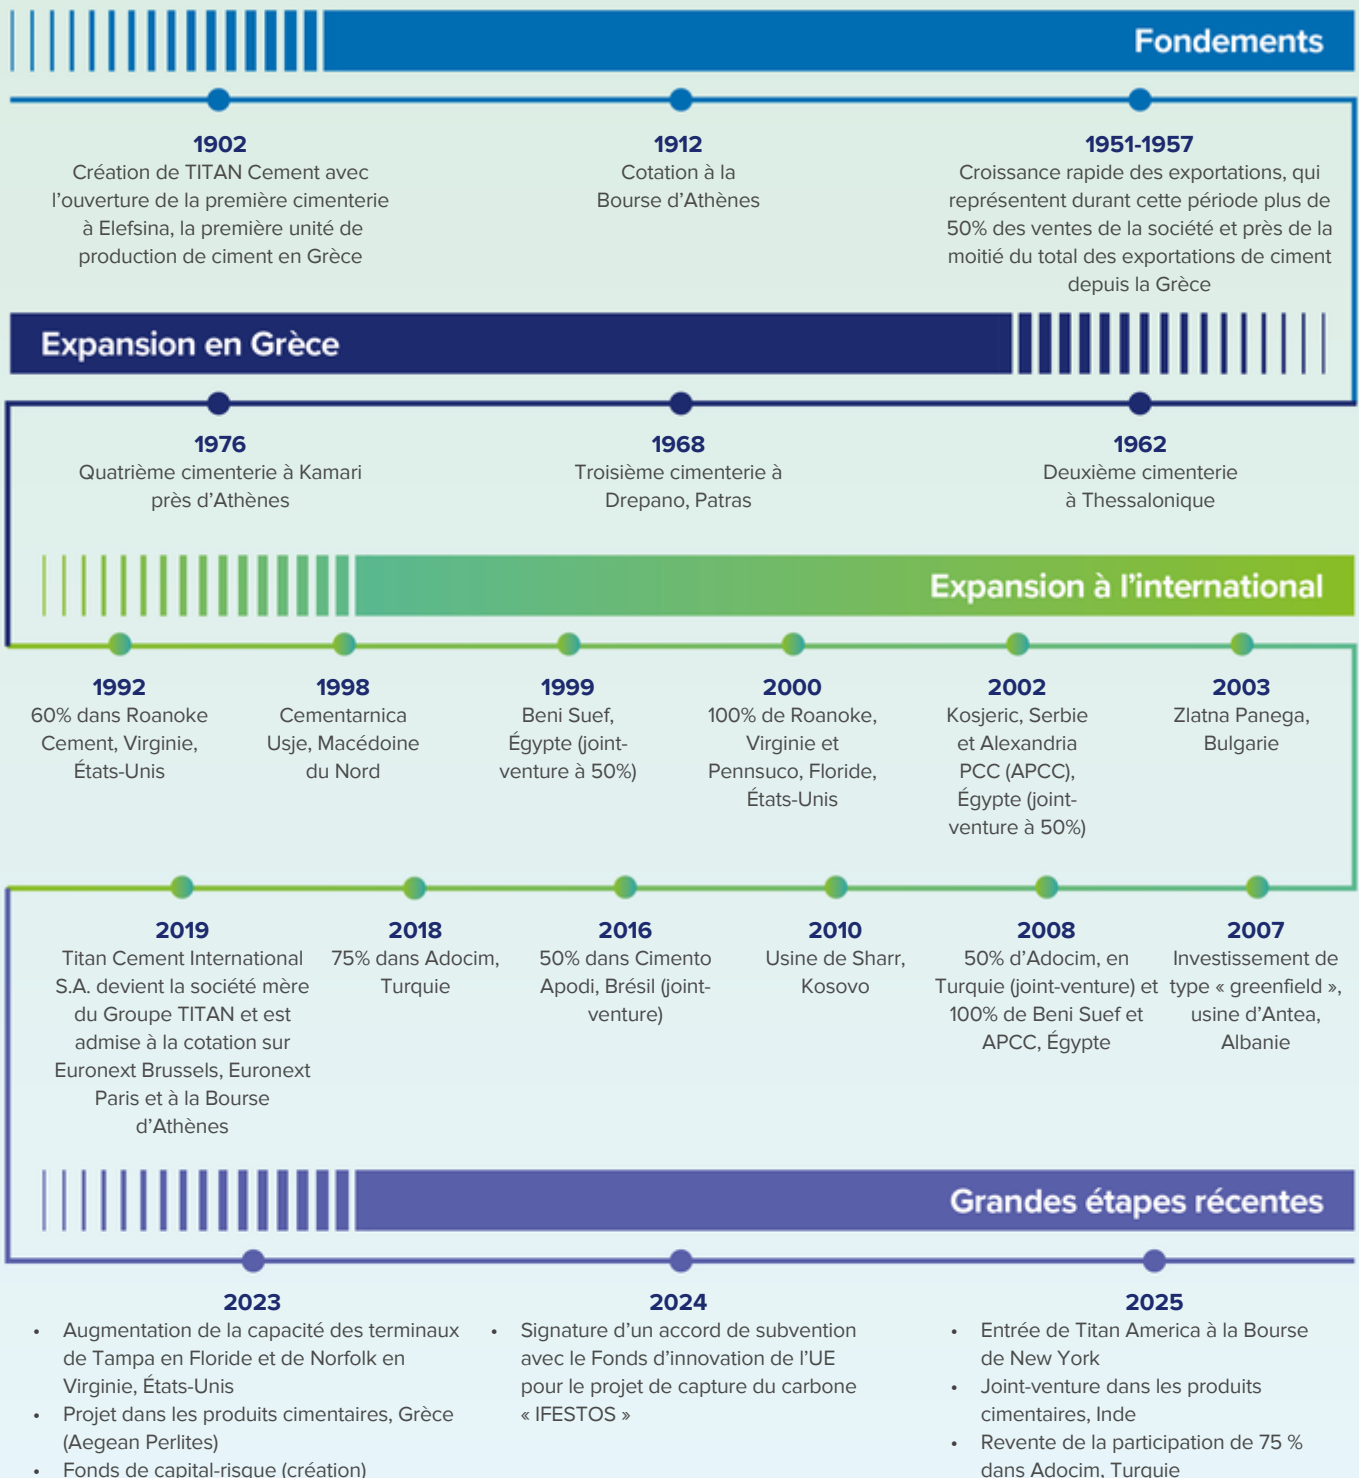 Fondements
1902
Création de TITAN Cement avec
l’ouverture de la première cimenterie
à Elefsina, la première unité de
production de ciment en Grèce
1912
Cotation à la
Bourse d’Athènes
1951-1957
Croissance rapide des exportations, qui
représentent durant cette période plus de
50% des ventes de la société et près de la
moitié du total des exportations de ciment
depuis la Grèce
Expansion en Grèce
1976
Quatrième cimenterie à Kamari
près d’Athènes
1968
Troisième cimenterie à
Drepano, Patras
1962
Deuxième cimenterie
à Thessalonique
Expansion à l’international
1992
60% dans Roanoke
Cement, Virginie,
États-Unis
1998
Cementarnica
Usje, Macédoine
du Nord
1999
Beni Suef,
Égypte (joint-
venture à 50%)
2000
100% de Roanoke,
Virginie et
Pennsuco, Floride,
États-Unis
2002
Kosjeric, Serbie
et Alexandria
PCC (APCC),
Égypte (joint-
venture à 50%)
2003
Zlatna Panega,
Bulgarie
2019
Titan Cement International
S.A. devient la société mère
du Groupe TITAN et est
admise à la cotation sur
Euronext Brussels, Euronext
Paris et à la Bourse
d’Athènes
2018
75% dans Adocim,
Turquie
2016
50% dans Cimento
Apodi, Brésil (joint-
venture)
2010
Usine de Sharr,
Kosovo
2008
50% d’Adocim, en
Turquie (joint-venture) et
100% de Beni Suef et
APCC, Égypte
2007
Investissement de
type « greenfield »,
usine d’Antea,
Albanie
Grandes étapes récentes
2023
• Augmentation de la capacité des terminaux
de Tampa en Floride et de Norfolk en
Virginie, États-Unis
• Projet dans les produits cimentaires, Grèce
(Aegean Perlites)
• Fonds de capital-risque (création)
2024
• Signature d’un accord de subvention
avec le Fonds d’innovation de l’UE
pour le projet de capture du carbone
« IFESTOS »
2025
• Entrée de Titan America à la Bourse
de New York
• Joint-venture dans les produits
cimentaires, Inde
• Revente de la participation de 75 %
dans Adocim, Turquie